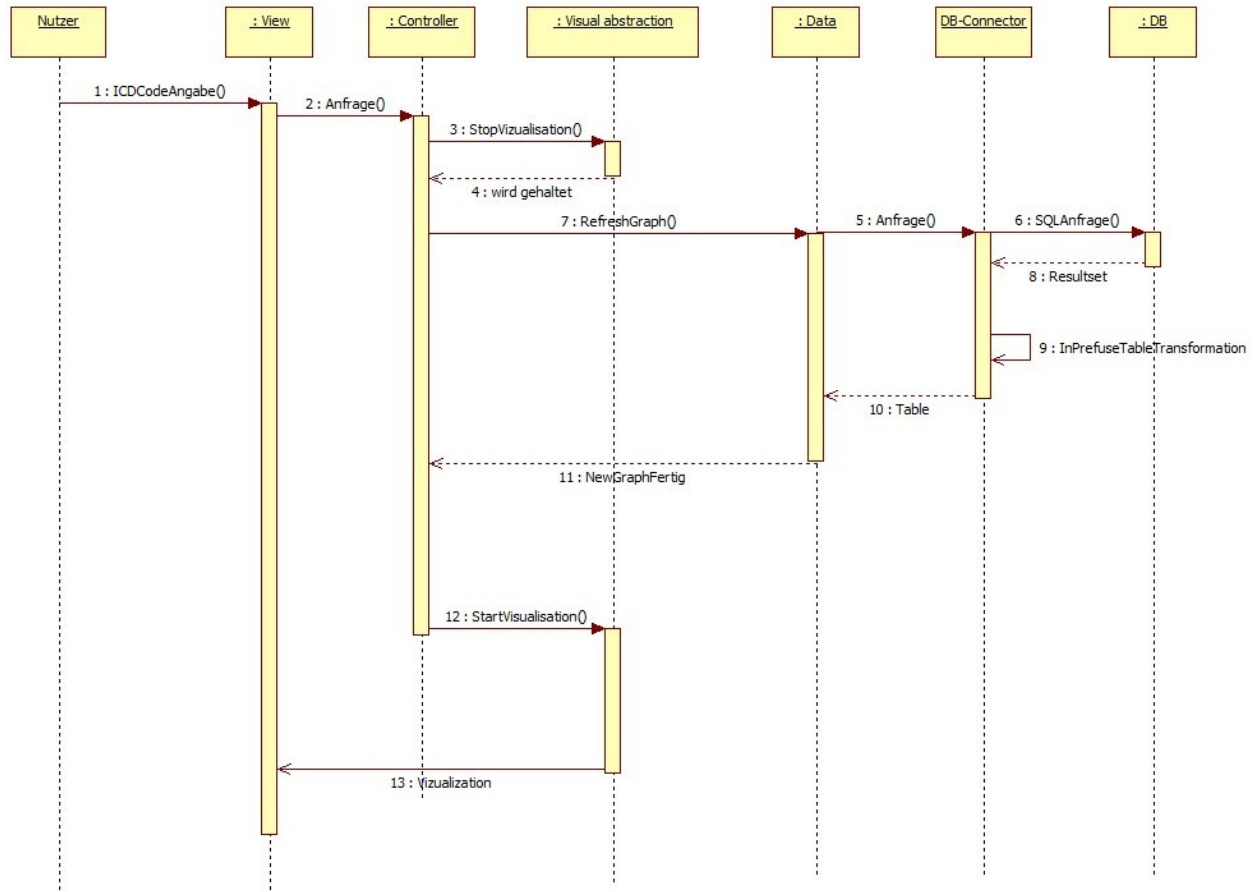 Nutzer
: View
: Controller
: Visual abstraction
: Data
DB-Connector
: DB
1 : ICDCodeAngabe()
2 : Anfrage()
3 : StopVizualisation()
4 : wird gehaltet
7 : RefreshGraph()
5 : Anfrage()
6 : SQLAnfrage()
8 : Resultset
9 : InPrefuseTableTransformation
10 : Table
11 : NewGraphFertig
12 : StartVisualisation()
13 : Vizualization